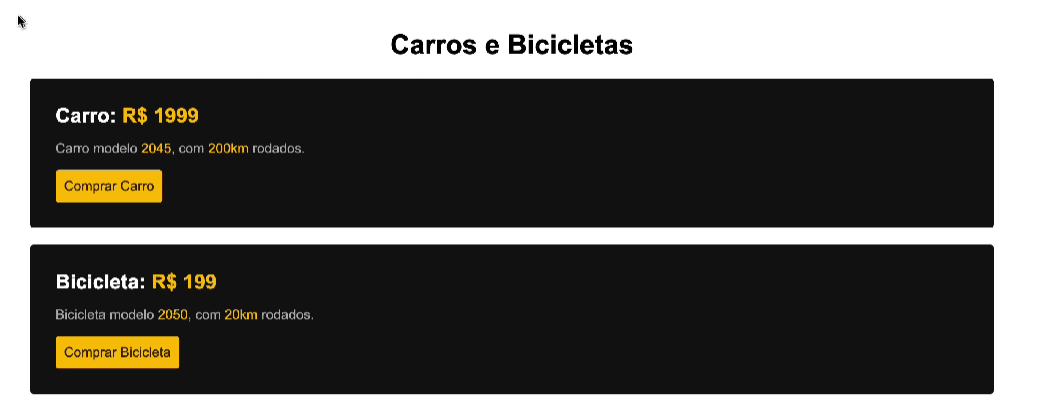 Carros e Bicicletas
Carro: R$ 1999
Carro modelo 2045, com 200km rodados.
Comprar Carro
Bicicleta: R$ 199
Bicicleta modelo 2050, com 20km rodados.
Comprar Bicicleta